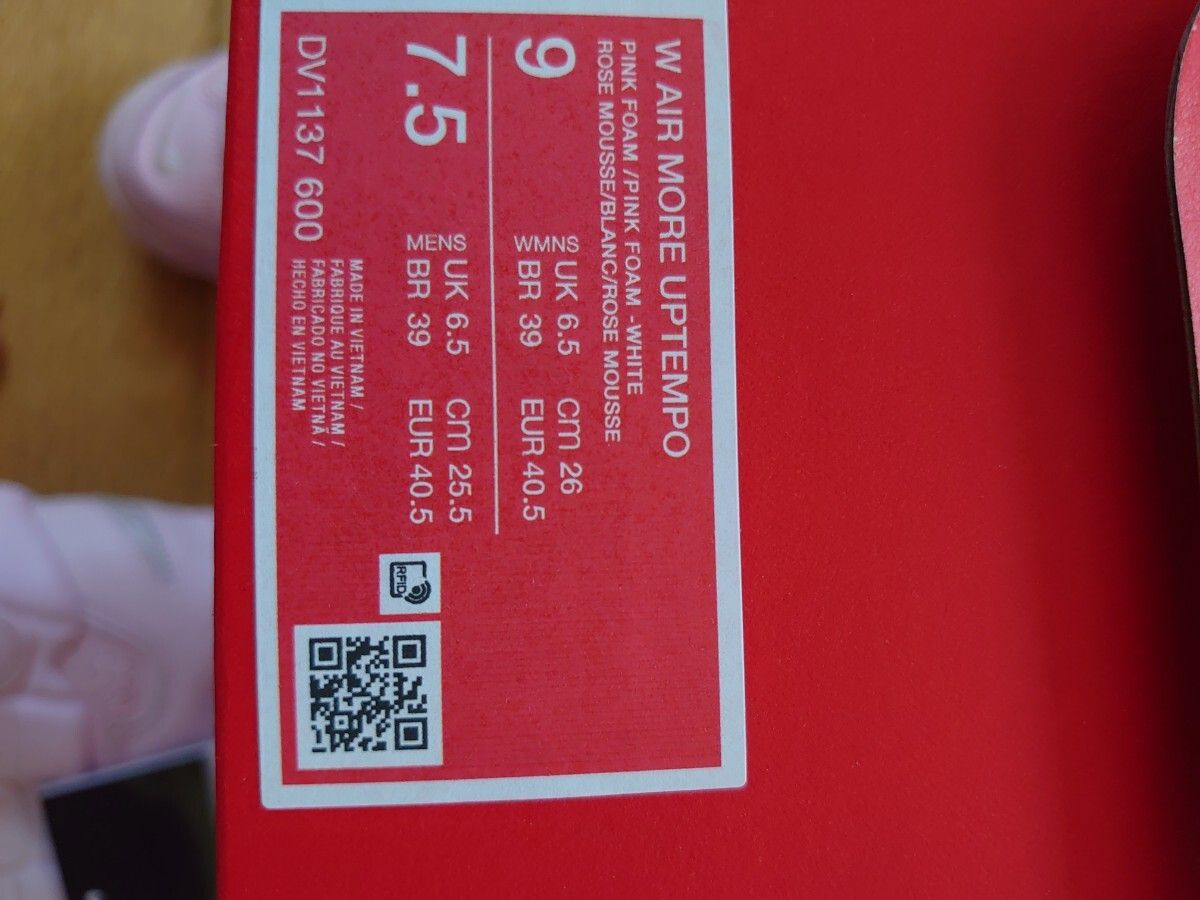 W AIR MORE UPTEMPO
PINK FOAM /PINK FOAM -WHITE
ROSE MOUSSE/BLANC/ROSE MOUSSE
9 WMNS UK 6.5 cm 26
BR 39 EUR 40.5
7.5 MENS UK 6.5 cm 25.5
BR 39 EUR 40.5
MADE IN VIETNAM /
FABRIQUE AU VIETNAM /
FABRICADO NO VIETNÃ /
HECHO EN VIETNAM
DV1137 600
RFID